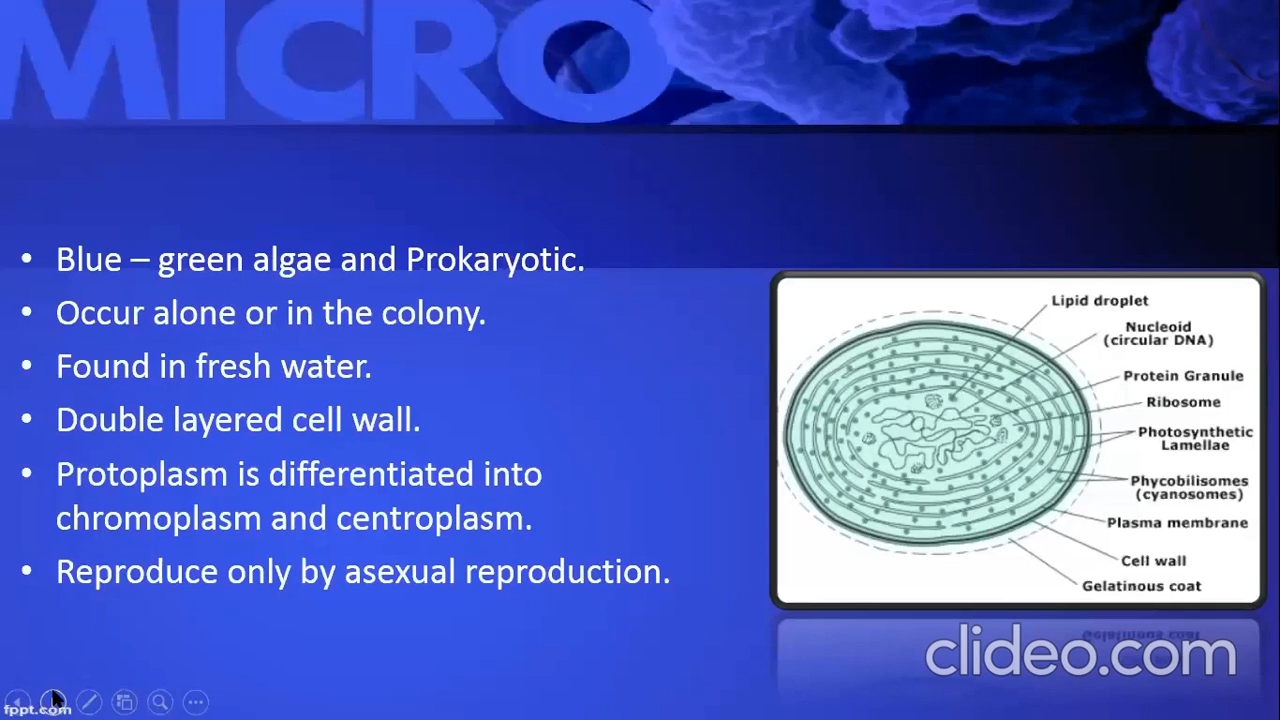 MICRO
• Blue – green algae and Prokaryotic.
• Occur alone or in the colony.
• Found in fresh water.
• Double layered cell wall.
• Protoplasm is differentiated into
chromoplasm and centroplasm.
• Reproduce only by asexual reproduction.
Lipid droplet
Nucleoid
(circular DNA)
Protein Granule
Ribosome
Photosynthetic
Lamellae
Phycobilisomes
(cyanosomes)
Plasma membrane
Cell wall
Gelatinous coat
clideo.com
fppt.com